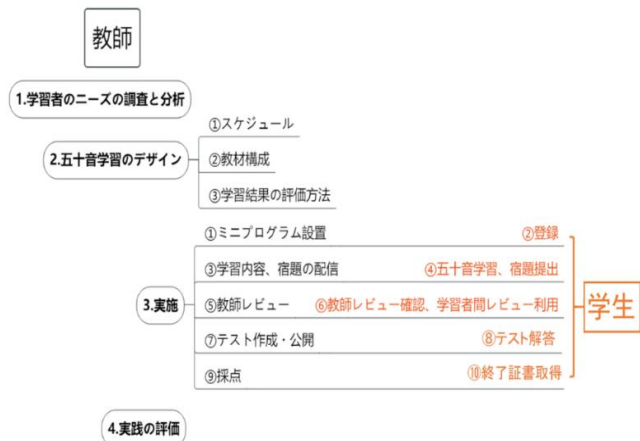 教師
1.学習者のニーズの調査と分析
①スケジュール
2.五十音学習のデザイン
②教材構成
③学習結果の評価方法
①ミニプログラム設置 ②登録
③学習内容、宿題の配信 ④五十音学習、宿題提出
3.実施
⑤教師レビュー ⑥教師レビュー確認、学習者間レビュー利用
学生
⑦テスト作成・公開 ⑧テスト解答
⑨採点 ⑩終了証書取得
4.実践の評価